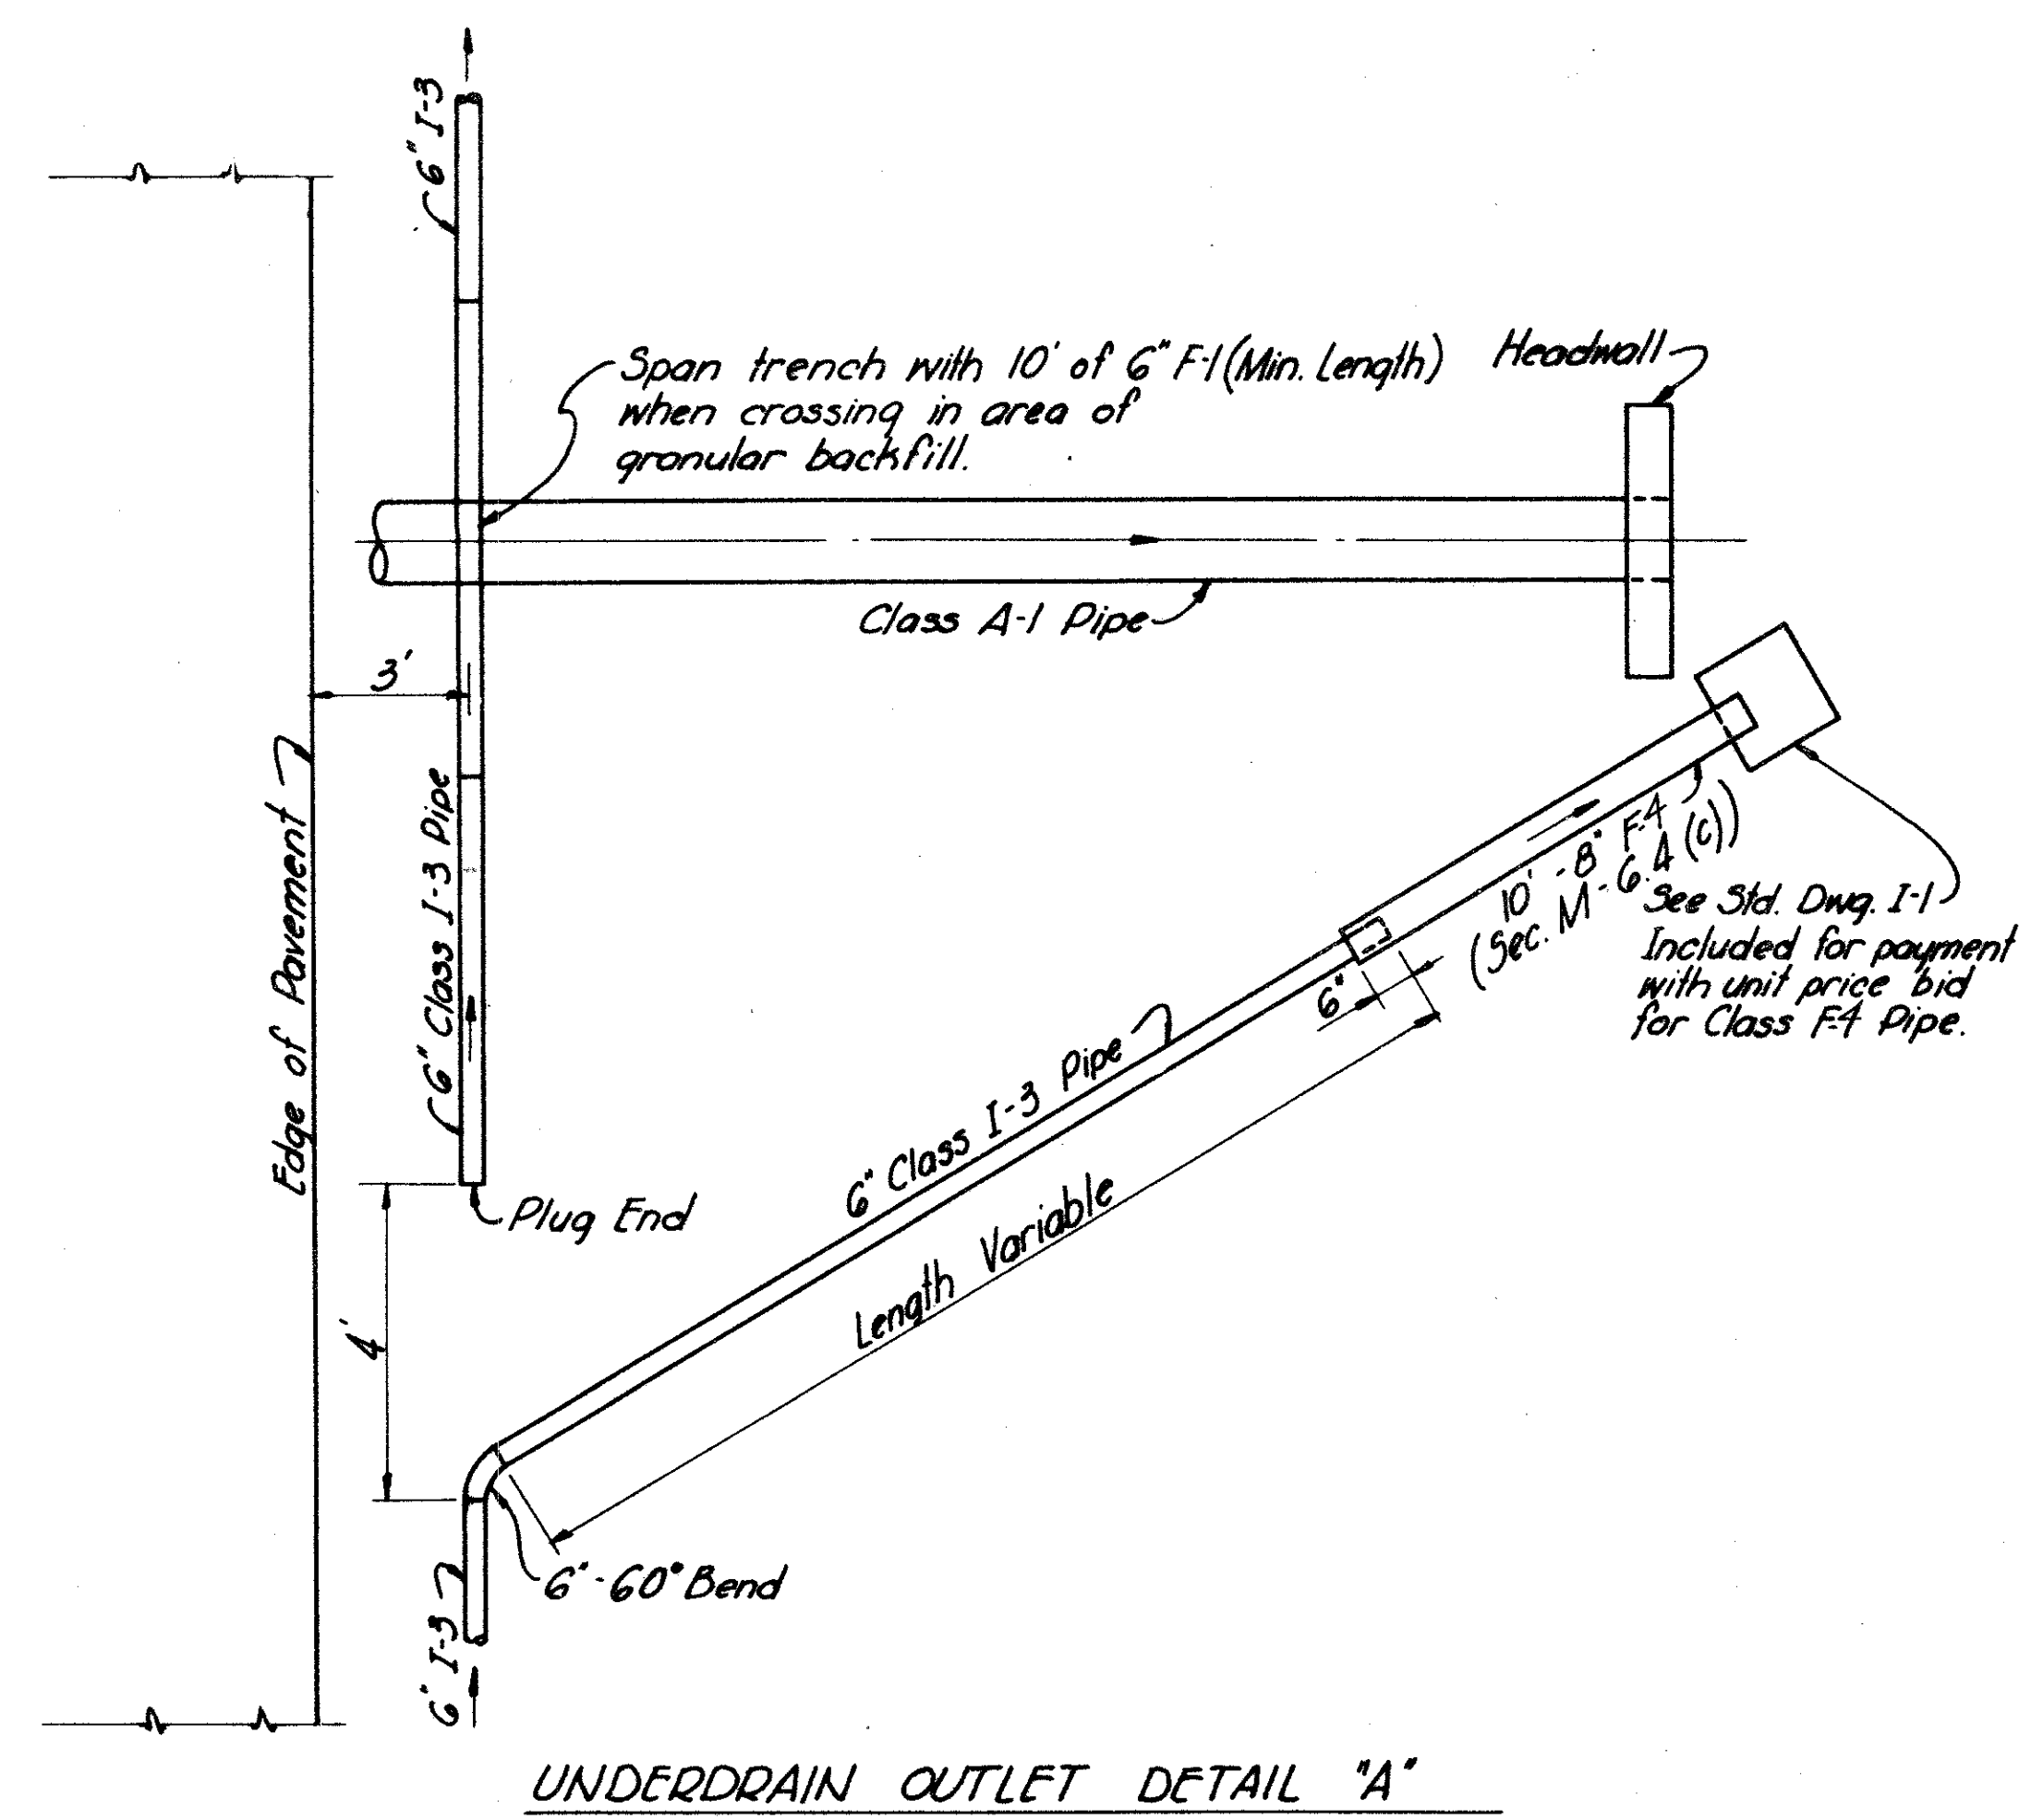 6" I-3
Span trench with 10' of 6" F-1 (Min. Length)
when crossing in area of
granular backfill.
Headwall
Class A-1 Pipe
3'
Edge of Pavement
6" Class I-3 Pipe
10' - 8" F-4
(Sec. M-6.4 (c))
See Std. Dwg. I-1
Included for payment
with unit price bid
for Class F-4 Pipe.
6"
6" Class I-3 Pipe
Length Variable
Plug End
4'
6" - 60° Bend
6" I-3
UNDERDRAIN OUTLET DETAIL "A"